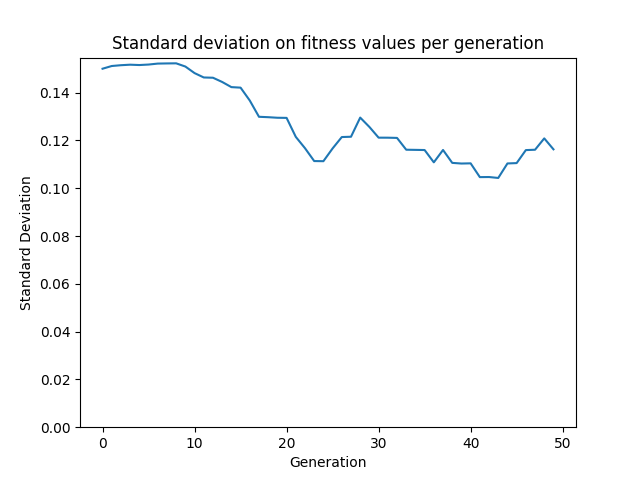 Standard deviation on fitness values per generation
Standard Deviation
0.14
0.12
0.10
0.08
0.06
0.04
0.02
0.00
0 10 20 30 40 50
Generation